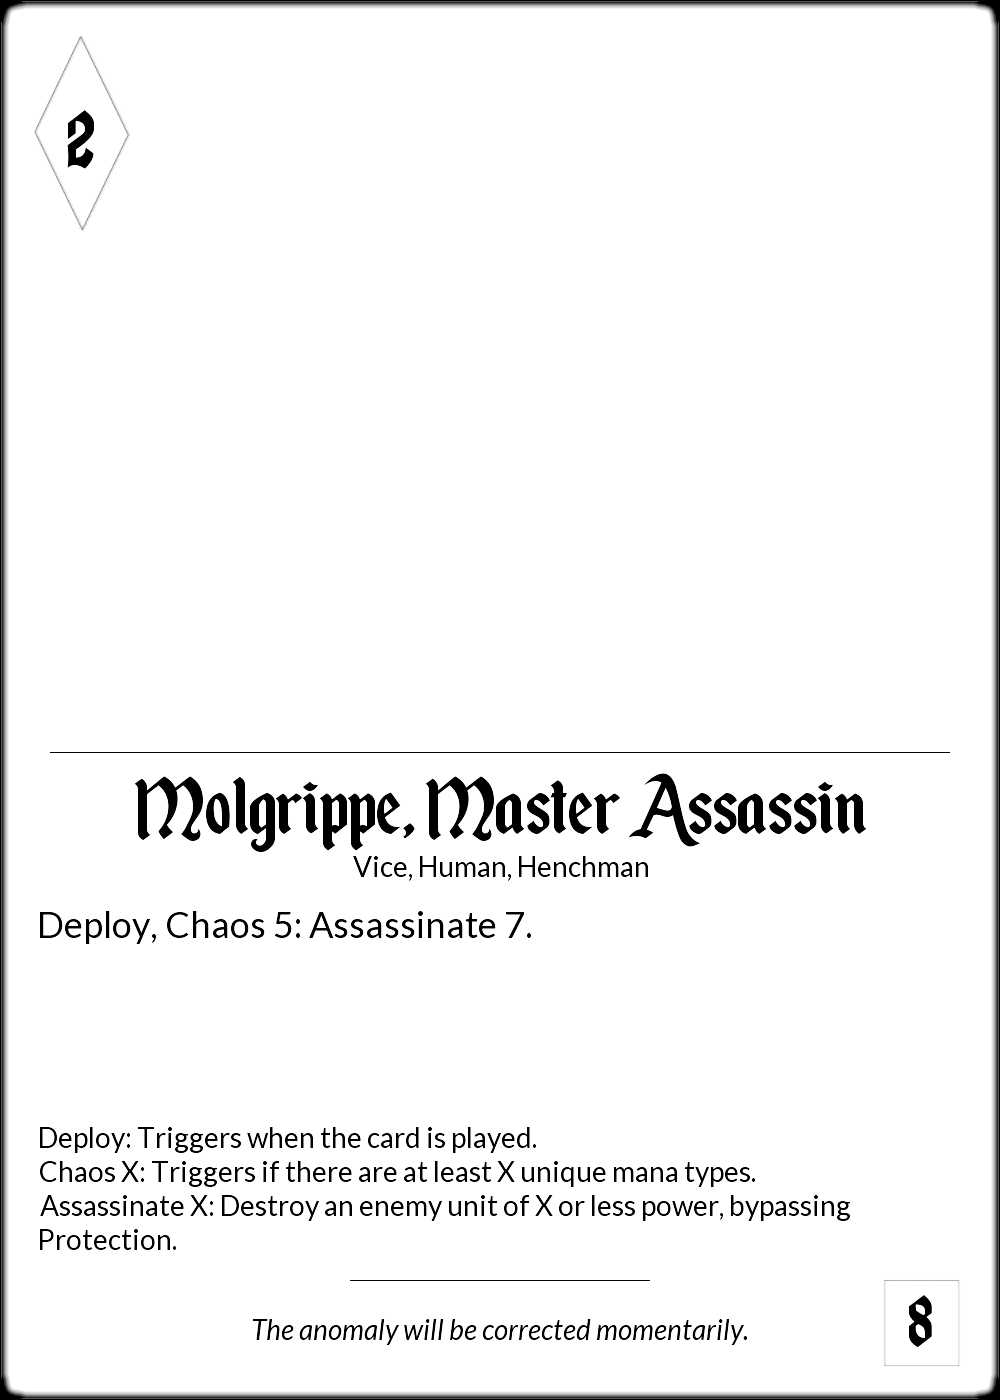 2
Molgrippe, Master Assassin
Vice, Human, Henchman
Deploy, Chaos 5: Assassinate 7.
Deploy: Triggers when the card is played.
Chaos X: Triggers if there are at least X unique mana types.
Assassinate X: Destroy an enemy unit of X or less power, bypassing
Protection.
The anomaly will be corrected momentarily.
8